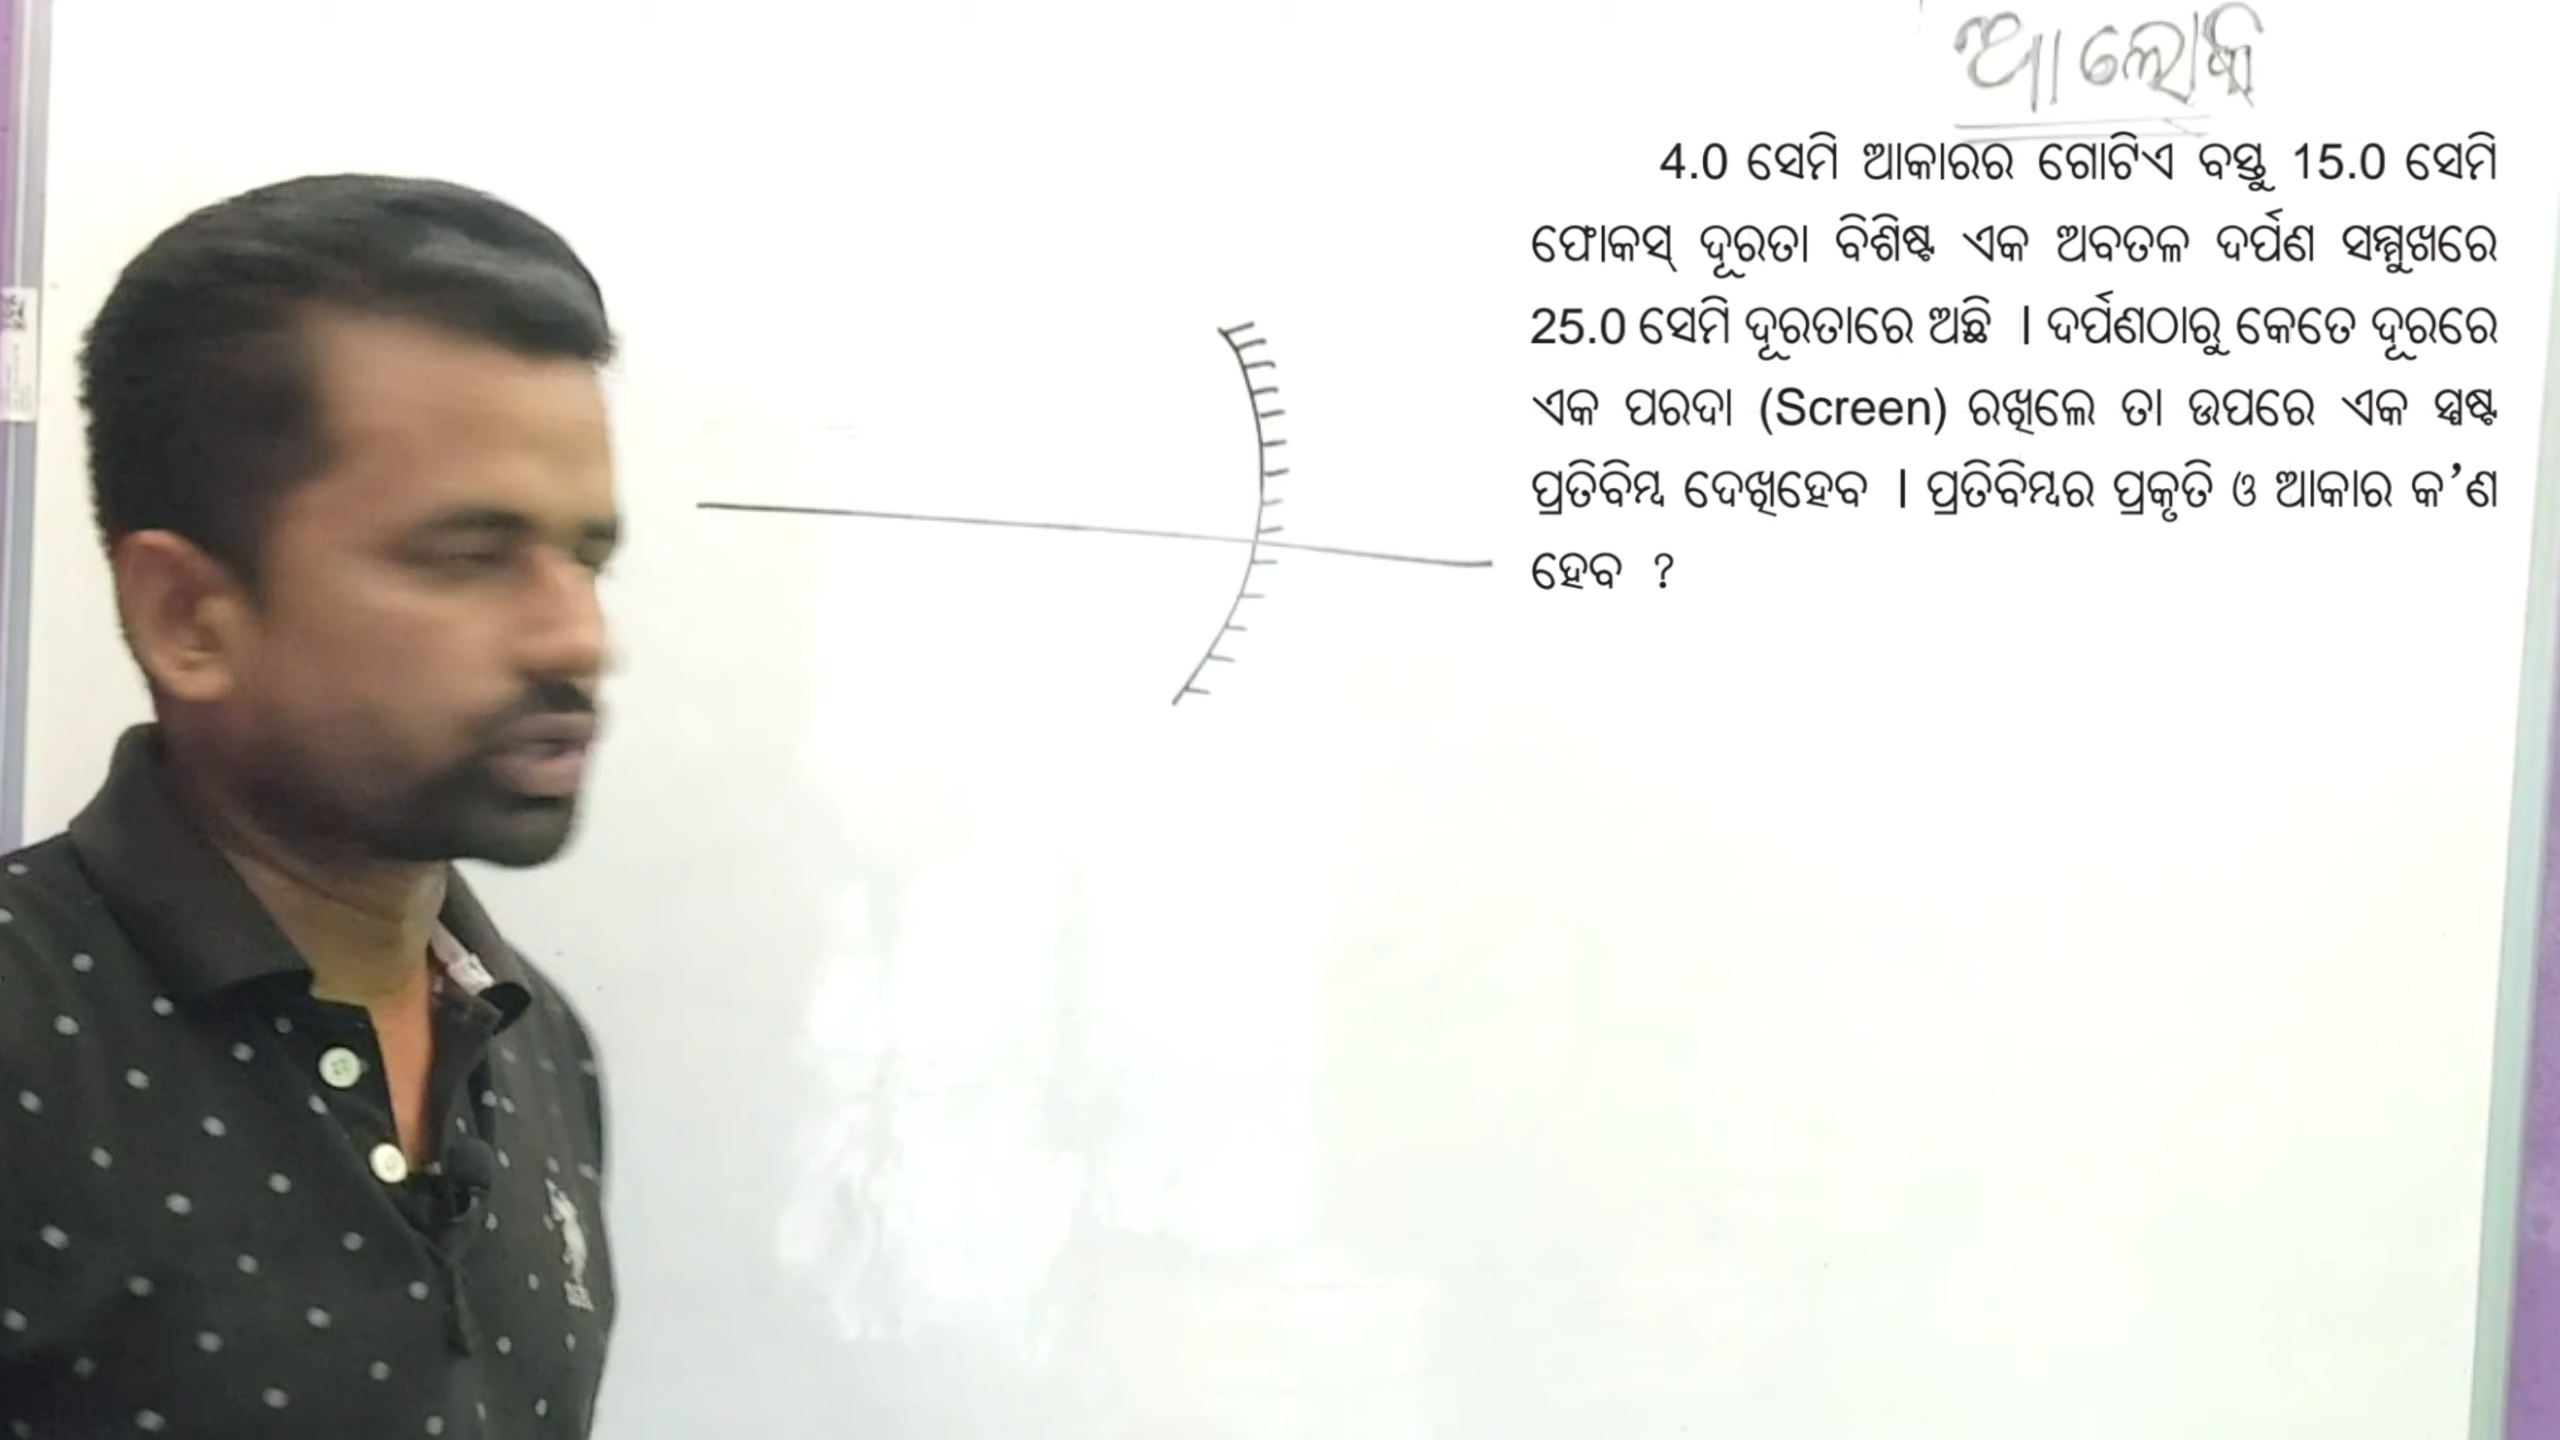 ଆଲୋକ
4.0 ସେମି ଆକାରର ଗୋଟିଏ ବସ୍ତୁ 15.0 ସେମି
ଫୋକସ୍ ଦୂରତା ବିଶିଷ୍ଟ ଏକ ଅବତଳ ଦର୍ପଣ ସମ୍ମୁଖରେ
25.0 ସେମି ଦୂରତାରେ ଅଛି । ଦର୍ପଣଠାରୁ କେତେ ଦୂରରେ
ଏକ ପରଦା (Screen) ରଖିଲେ ତା ଉପରେ ଏକ ସ୍ପଷ୍ଟ
ପ୍ରତିବିମ୍ବ ଦେଖିହେବ । ପ୍ରତିବିମ୍ବର ପ୍ରକୃତି ଓ ଆକାର କ’ଣ
ହେବ ?